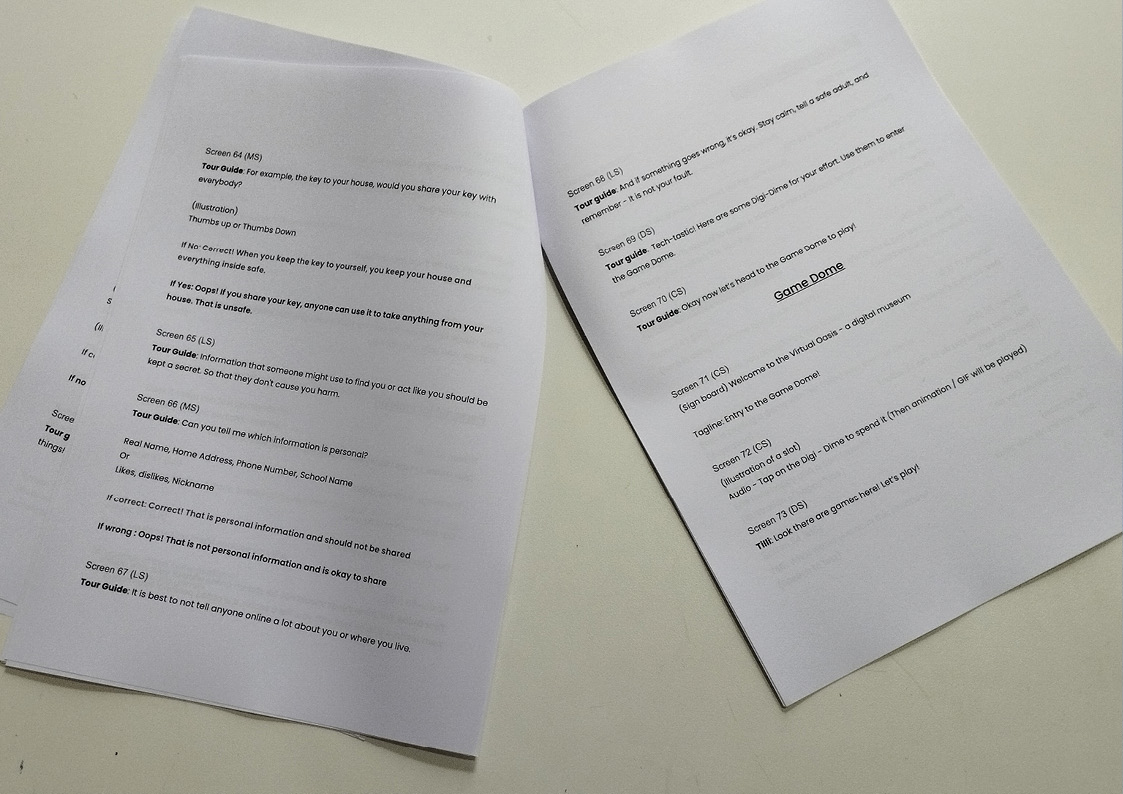 (Ill
If c
If no
Scree
Tour g
things!
Screen 64 (MS)
Tour Guide: For example, the key to your house, would you share your key with
everybody?
(Illustration)
Thumbs up or Thumbs Down
If No- Correct! When you keep the key to yourself, you keep your house and
everything inside safe.
If Yes: Oops! If you share your key, anyone can use it to take anything from your
house. That is unsafe.
Screen 65 (LS)
Tour Guide: Information that someone might use to find you or act like you should be
kept a secret. So that they don't cause you harm.
Screen 66 (MS)
Tour Guide: Can you tell me which information is personal?
Real Name, Home Address, Phone Number, School Name
Or
Likes, dislikes, Nickname
If correct: Correct! That is personal information and should not be shared
If wrong : Oops! That is not personal information and is okay to share
Screen 67 (LS)
Tour Guide: It is best to not tell anyone online a lot about you or where you live.
Screen 68 (LS)
Tour guide: And if something goes wrong, it's okay. Stay calm, tell a safe adult, and
remember - it is not your fault.
Screen 69 (DS)
Tour guide: Tech-tastic! Here are some Digi-Dime for your effort. Use them to enter
the Game Dome.
Screen 70 (CS)
Tour Guide: Okay now let's head to the Game Dome to play!
Game Dome
Screen 71 (CS)
(Sign board) Welcome to the Virtual Oasis - a digital museum
Tagline: Entry to the Game Dome!
Screen 72 (CS)
(Illustration of a slot)
Audio - Tap on the Digi - Dime to spend it (Then animation / GIF will be played)
Screen 73 (DS)
Tilli: Look there are games here! Let's play!